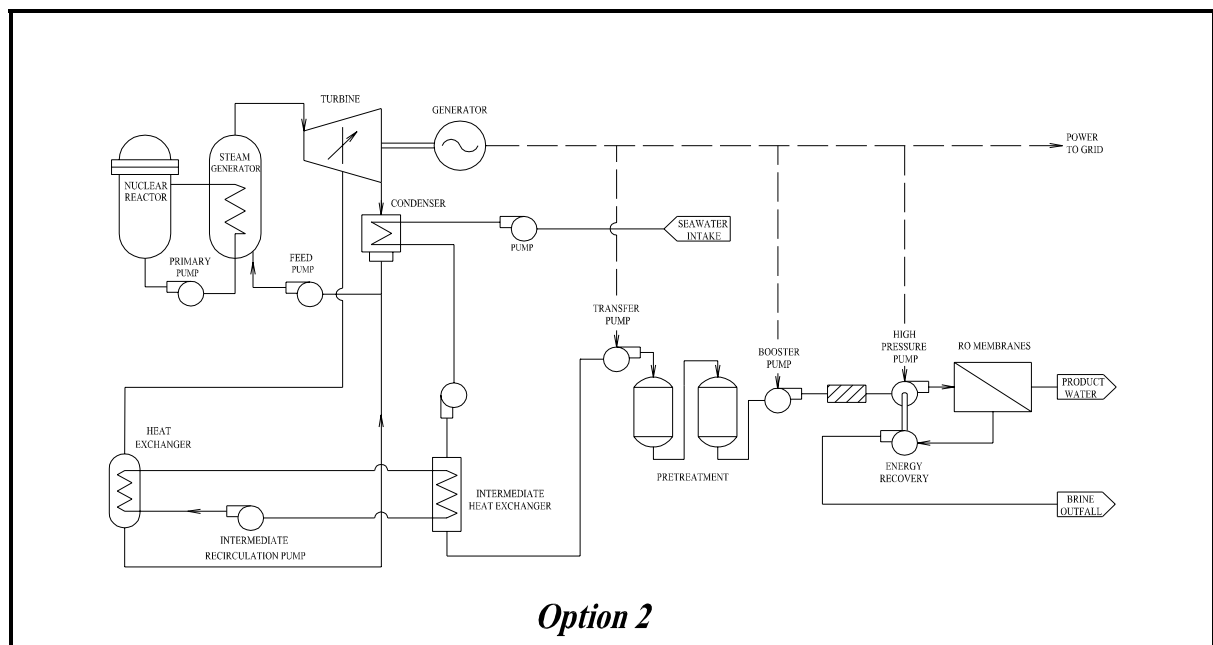 TURBINE
GENERATOR
POWER
TO GRID
STEAM
GENERATOR
NUCLEAR
REACTOR
CONDENSER
SEAWATER
INTAKE
PUMP
PRIMARY
PUMP
FEED
PUMP
TRANSFER
PUMP
BOOSTER
PUMP
HIGH
PRESSURE
PUMP
RO MEMBRANES
PRODUCT
WATER
HEAT
EXCHANGER
PRETREATMENT
ENERGY
RECOVERY
INTERMEDIATE
HEAT EXCHANGER
BRINE
OUTFALL
INTERMEDIATE
RECIRCULATION PUMP
Option 2